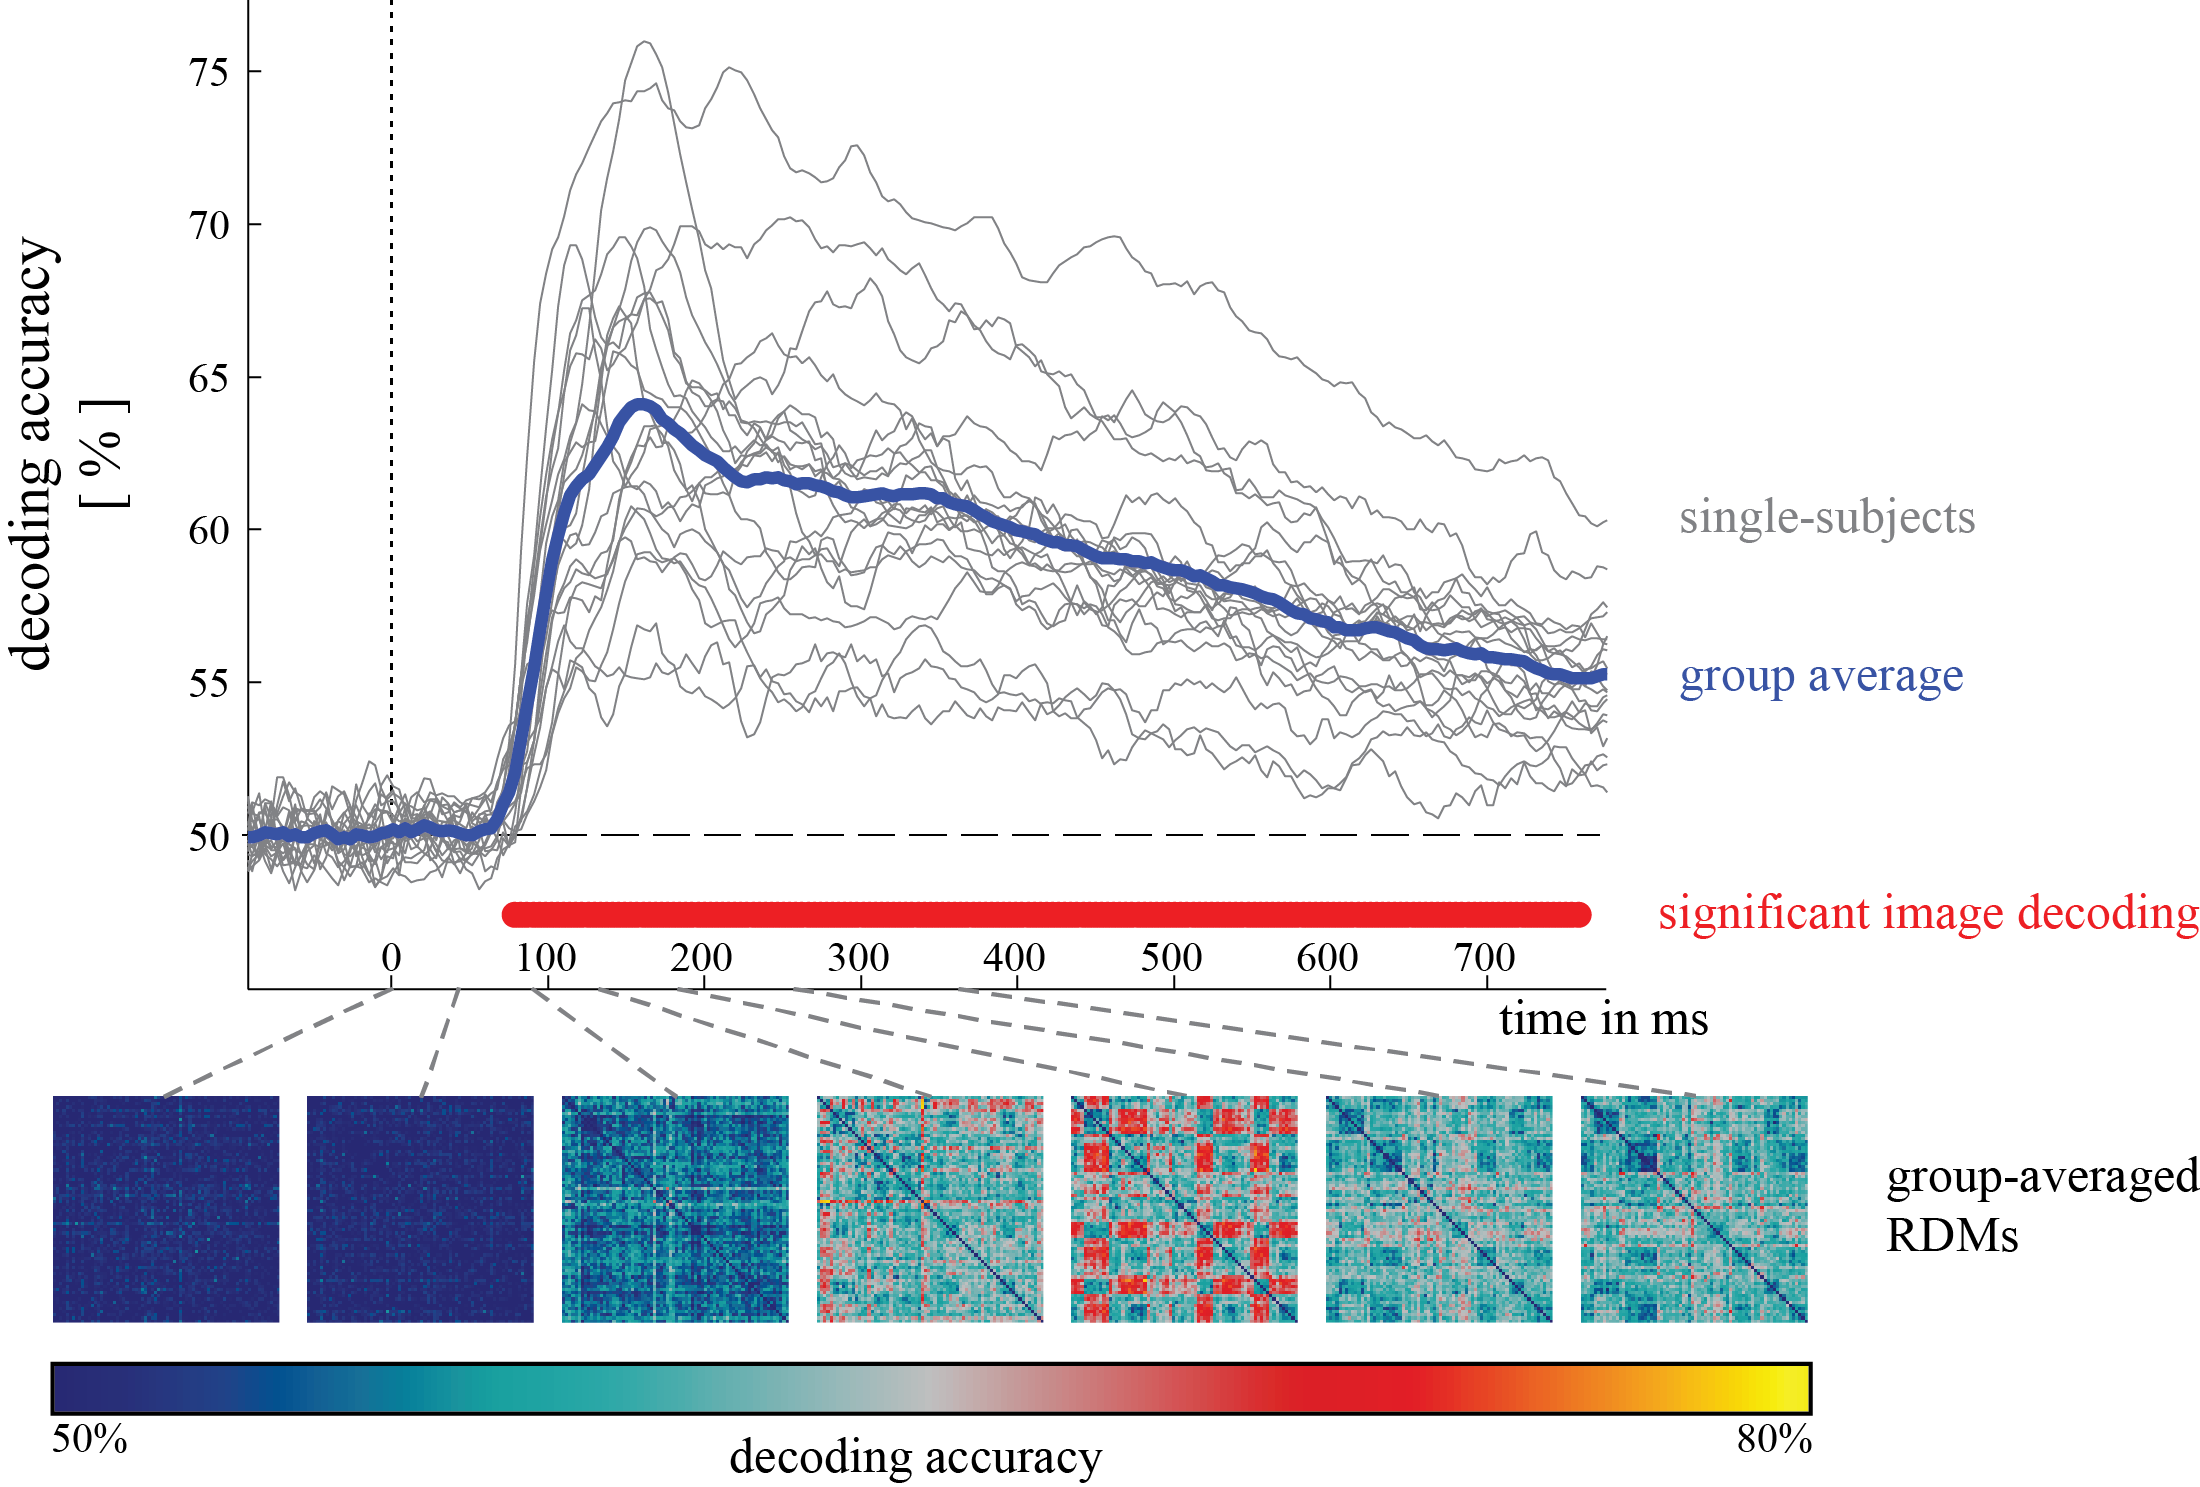 decoding accuracy
[ % ]
75
70
65
60
55
50
single-subjects
group average
significant image decoding
0 100 200 300 400 500 600 700
time in ms
group-averaged
RDMs
50% 80%
decoding accuracy